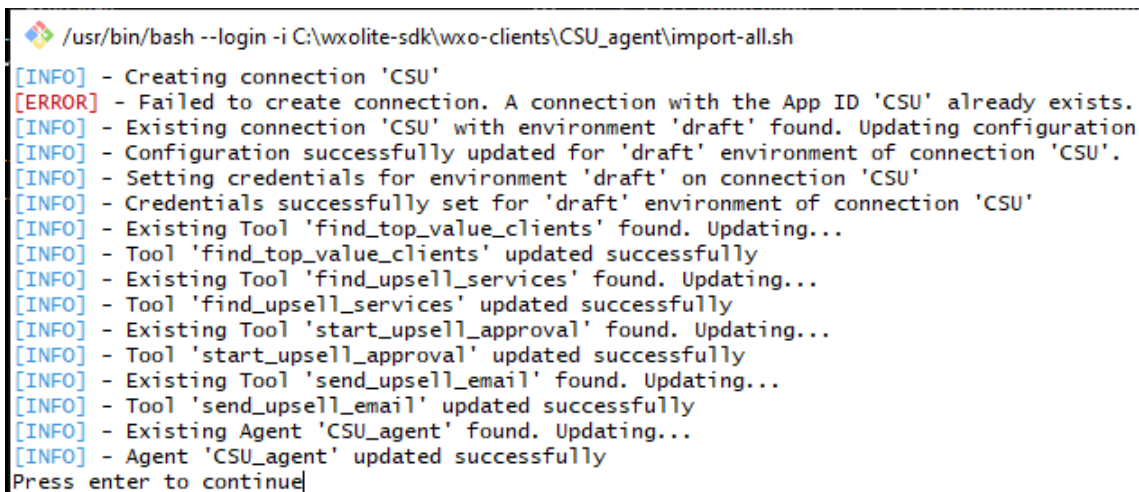 /usr/bin/bash --login -i C:\wxolite-sdk\wxo-clients\CSU_agent\import-all.sh
[INFO] - Creating connection 'CSU'
[ERROR] - Failed to create connection. A connection with the App ID 'CSU' already exists.
[INFO] - Existing connection 'CSU' with environment 'draft' found. Updating configuration
[INFO] - Configuration successfully updated for 'draft' environment of connection 'CSU'.
[INFO] - Setting credentials for environment 'draft' on connection 'CSU'
[INFO] - Credentials successfully set for 'draft' environment of connection 'CSU'
[INFO] - Existing Tool 'find_top_value_clients' found. Updating...
[INFO] - Tool 'find_top_value_clients' updated successfully
[INFO] - Existing Tool 'find_upsell_services' found. Updating...
[INFO] - Tool 'find_upsell_services' updated successfully
[INFO] - Existing Tool 'start_upsell_approval' found. Updating...
[INFO] - Tool 'start_upsell_approval' updated successfully
[INFO] - Existing Tool 'send_upsell_email' found. Updating...
[INFO] - Tool 'send_upsell_email' updated successfully
[INFO] - Existing Agent 'CSU_agent' found. Updating...
[INFO] - Agent 'CSU_agent' updated successfully
Press enter to continue